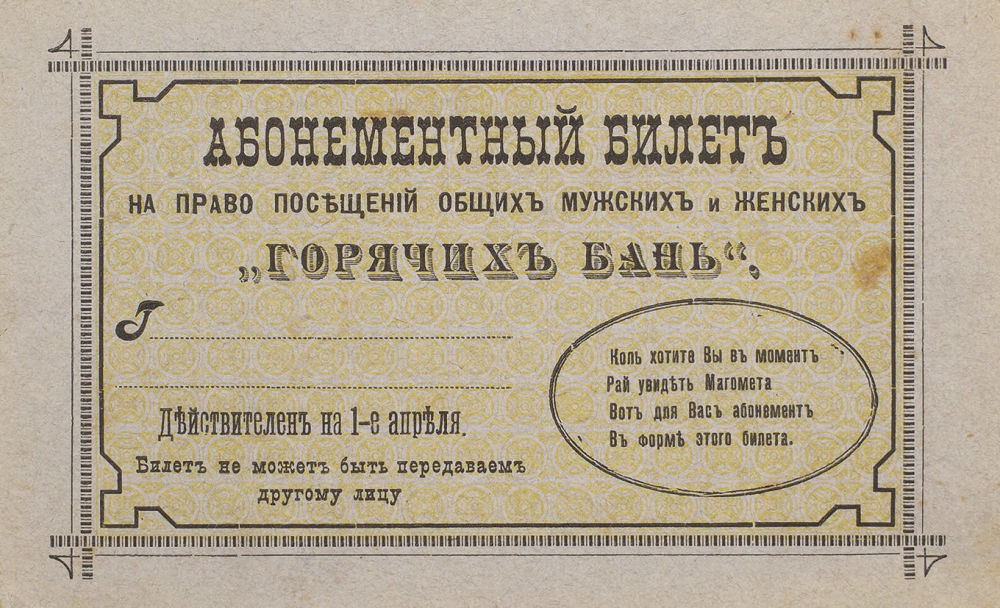 АБОНЕМЕНТНЫЙ БИЛЕТЪ
НА ПРАВО ПОСѢЩЕНІЙ ОБЩИХЪ МУЖСКИХЪ и ЖЕНСКИХЪ
„ГОРЯЧИХЪ БАНЬ“.
Г
Дѣйствителенъ на 1-е апрѣля.
Билетъ не можетъ быть передаваемъ
другому лицу
Коль хотите Вы въ моментъ
Рай увидѣть Магомета
Вотъ для Васъ абонементъ
Въ формѣ этого билета.